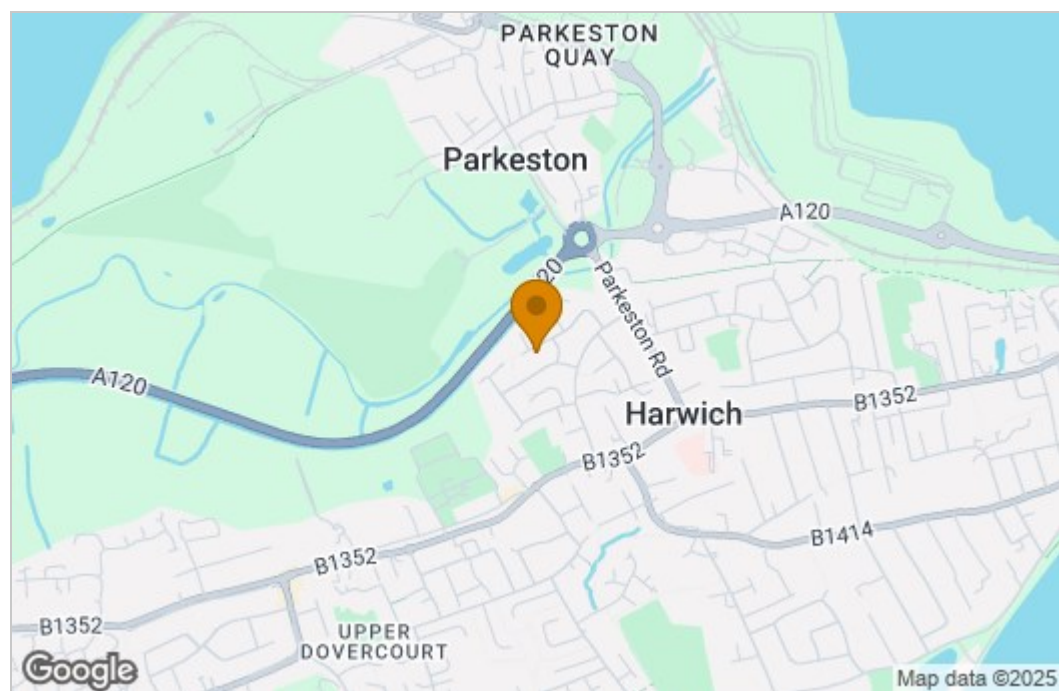 PARKESTON
QUAY
Parkeston
A120
A120
Parkeston Rd
A120
Harwich
B1352
B1352
B1414
B1352
B1352
UPPER
DOVERCOURT
Google
Map data ©2025